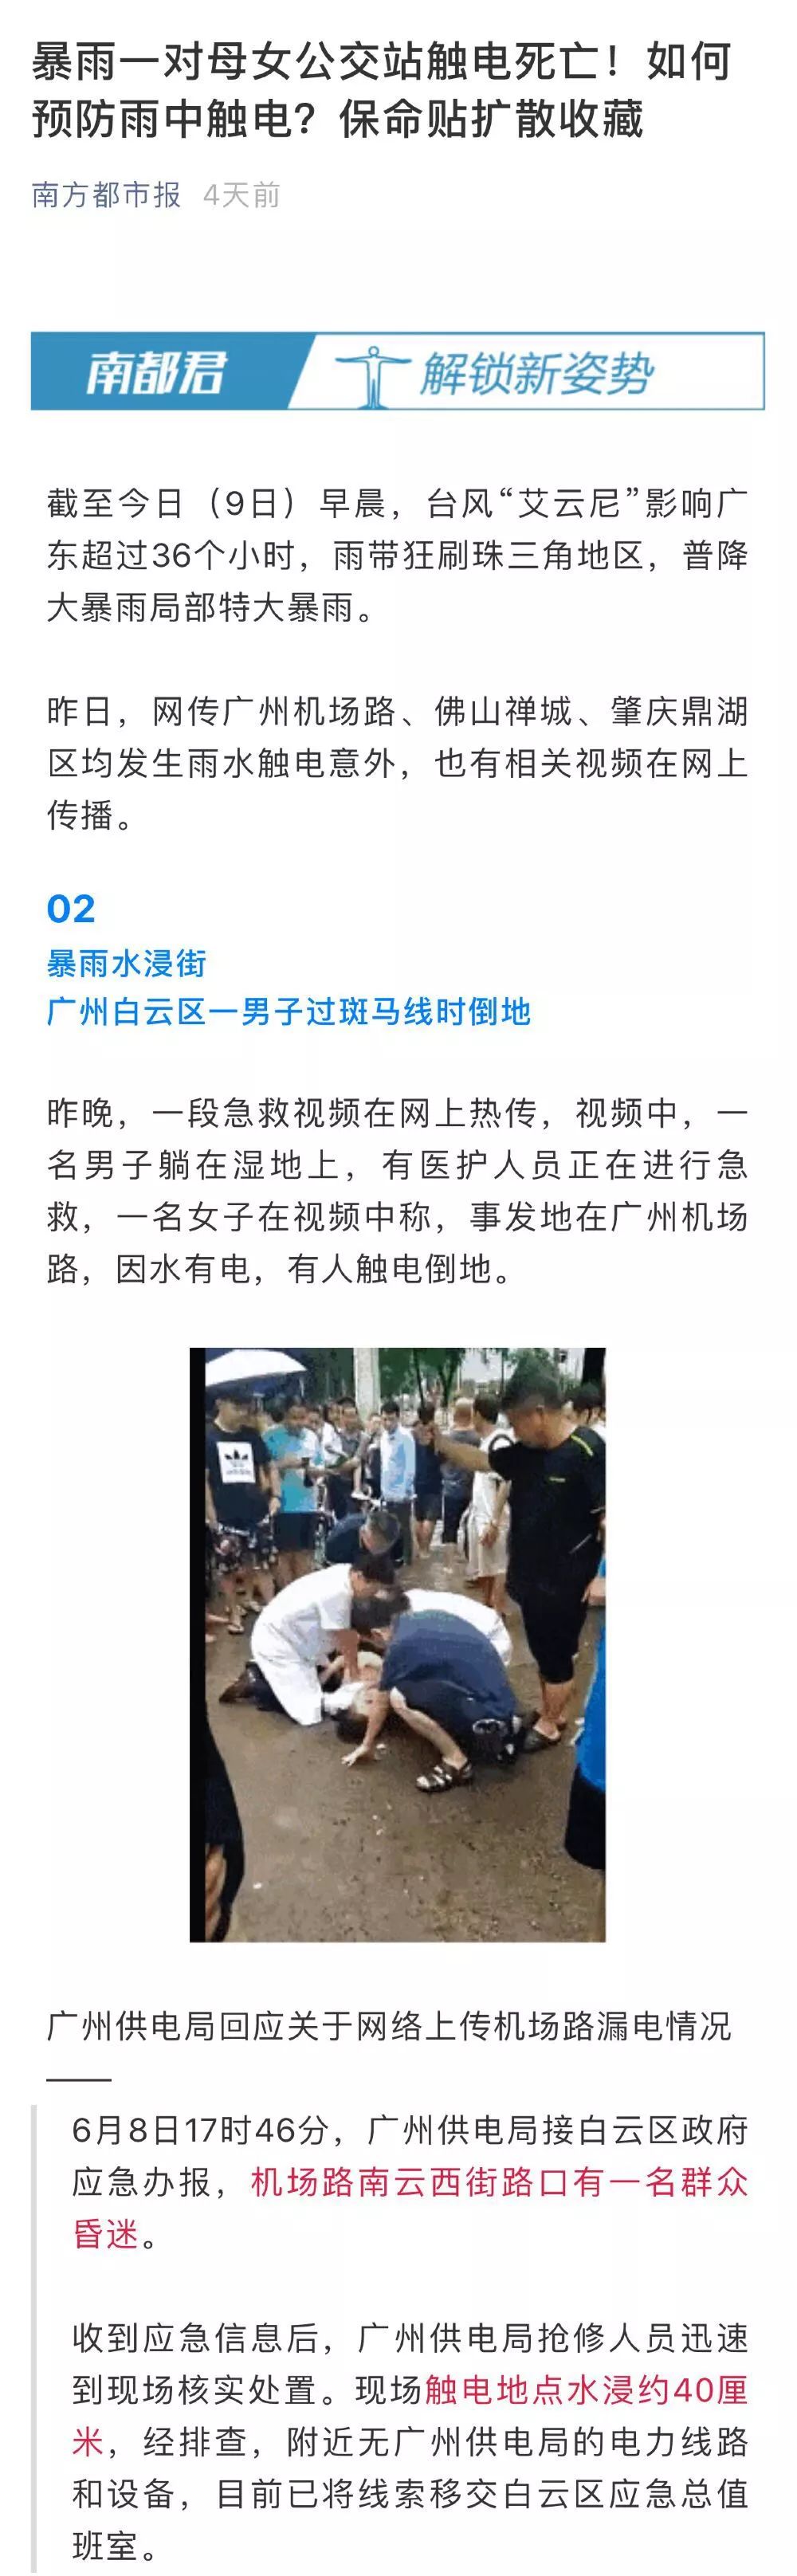 暴雨一对母女公交站触电死亡！如何
预防雨中触电？保命贴扩散收藏
南方都市报 4天前
南都君 解锁新姿势
截至今日（9日）早晨，台风“艾云尼”影响广
东超过36个小时，雨带狂刷珠三角地区，普降
大暴雨局部特大暴雨。
昨日，网传广州机场路、佛山禅城、肇庆鼎湖
区均发生雨水触电意外，也有相关视频在网上
传播。
02
暴雨水浸街
广州白云区一男子过斑马线时倒地
昨晚，一段急救视频在网上热传，视频中，一
名男子躺在湿地上，有医护人员正在进行急
救，一名女子在视频中称，事发地在广州机场
路，因水有电，有人触电倒地。
广州供电局回应关于网络上传机场路漏电情况
——
6月8日17时46分，广州供电局接白云区政府
应急办报，机场路南云西街路口有一名群众
昏迷。
收到应急信息后，广州供电局抢修人员迅速
到现场核实处置。现场触电地点水浸约40厘
米，经排查，附近无广州供电局的电力线路
和设备，目前已将线索移交白云区应急总值
班室。